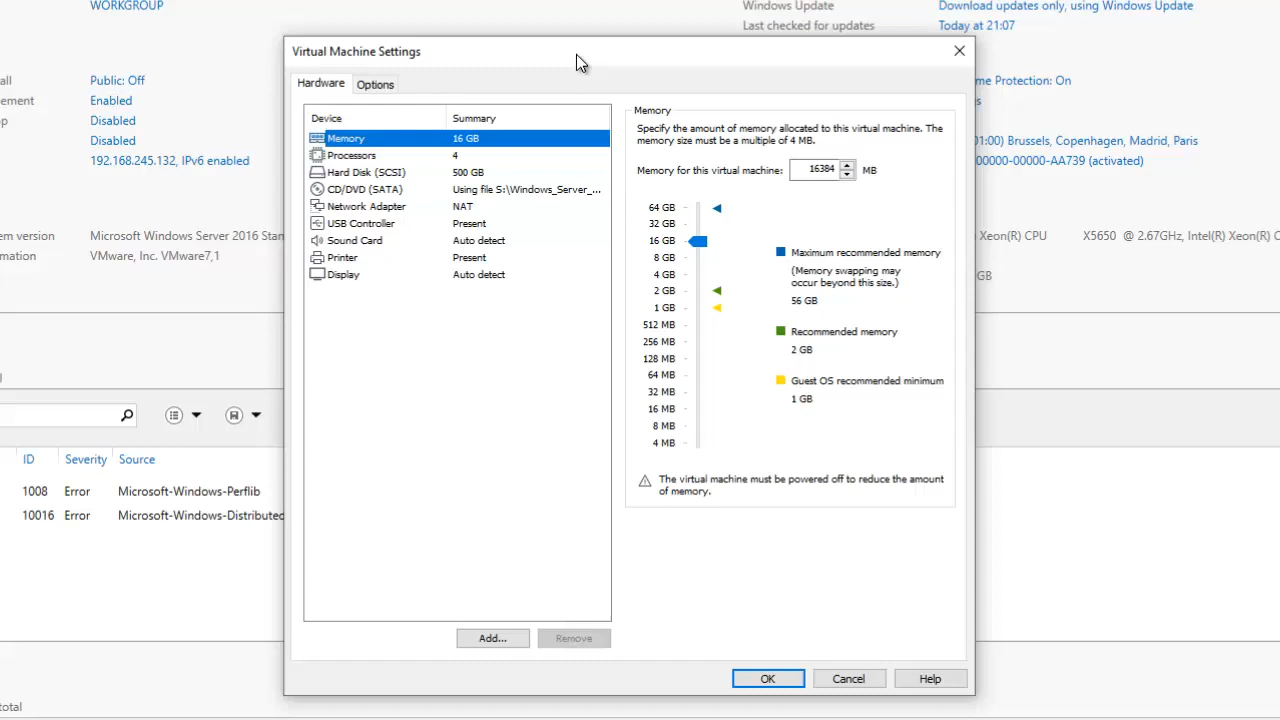 WORKGROUP
Windows Update
Download updates only, using Windows Update
Last checked for updates
Today at 21:07
Virtual Machine Settings
Hardware
Options
all
Public: Off
me Protection: On
ement
Enabled
s
p
Disabled
Disabled
01:00) Brussels, Copenhagen, Madrid, Paris
192.168.245.132, IPv6 enabled
00000-00000-AA739 (activated)
em version
Microsoft Windows Server 2016 Stan
Xeon(R) CPU X5650 @ 2.67GHz, Intel(R) Xeon(R) C
mation
VMware, Inc. VMware7,1
GB
Device Summary
Memory 16 GB
Processors 4
Hard Disk (SCSI) 500 GB
CD/DVD (SATA) Using file S:\Windows_Server_...
Network Adapter NAT
USB Controller Present
Sound Card Auto detect
Printer Present
Display Auto detect
Memory
Specify the amount of memory allocated to this virtual machine. The
memory size must be a multiple of 4 MB.
Memory for this virtual machine: 16384 MB
64 GB
32 GB
16 GB
8 GB
4 GB
2 GB
1 GB
512 MB
256 MB
128 MB
64 MB
32 MB
16 MB
8 MB
4 MB
Maximum recommended memory
(Memory swapping may
occur beyond this size.)
56 GB
Recommended memory
2 GB
Guest OS recommended minimum
1 GB
The virtual machine must be powered off to reduce the amount
of memory.
ID Severity Source
1008 Error Microsoft-Windows-Perflib
10016 Error Microsoft-Windows-Distributed
Add... Remove
OK Cancel Help
total